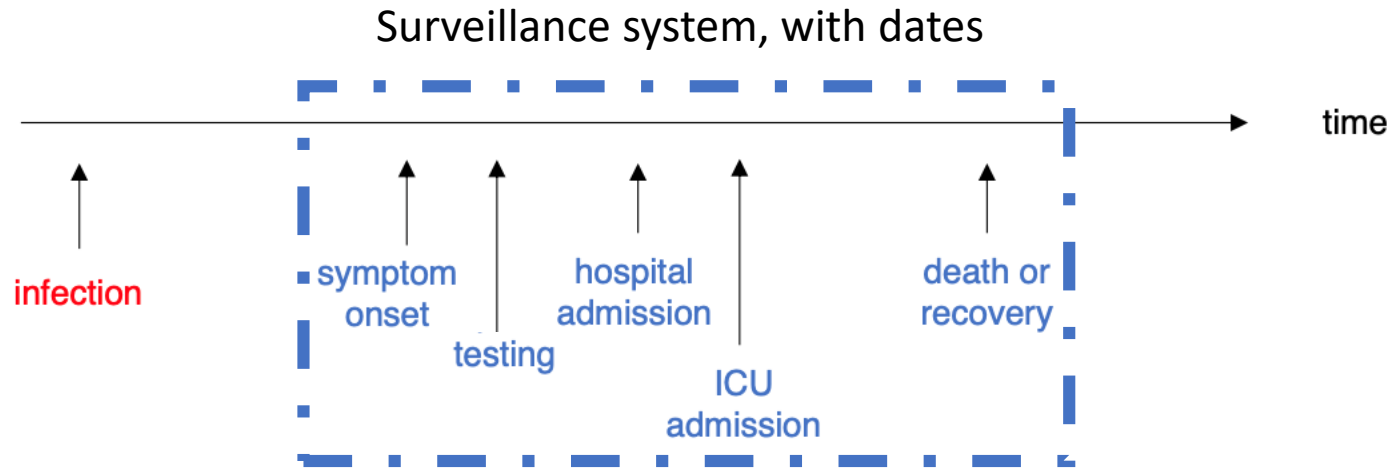 Surveillance system, with dates
time
infection
symptom
onset
testing
hospital
admission
ICU
admission
death or
recovery